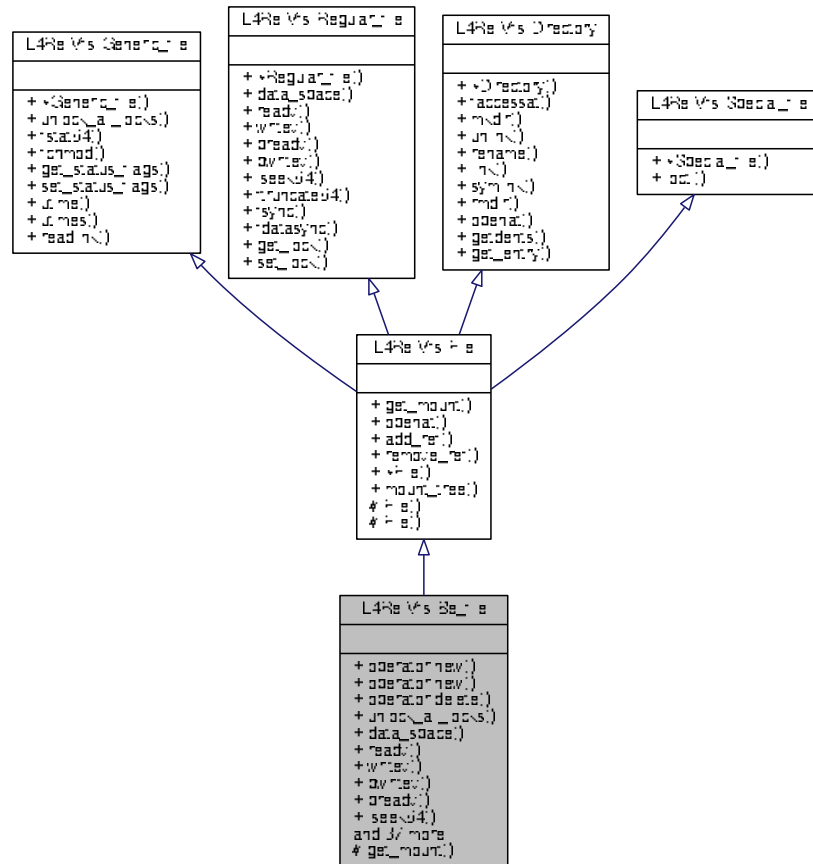 L4Re::Vfs::Generic_file
+ ~Generic_file()
+ unlock_all_locks()
+ fstat64()
+ fchmod()
+ get_status_flags()
+ set_status_flags()
+ utime()
+ utimes()
+ readlink()
L4Re::Vfs::Regular_file
+ ~Regular_file()
+ data_space()
+ readv()
+ writev()
+ preadv()
+ pwritev()
+ lseek64()
+ ftruncate64()
+ fsync()
+ fdatasync()
+ get_lock()
+ set_lock()
L4Re::Vfs::Directory
+ ~Directory()
+ faccessat()
+ mkdir()
+ unlink()
+ rename()
+ link()
+ symlink()
+ rmdir()
+ openat()
+ getdents()
+ get_entry()
L4Re::Vfs::Special_file
+ ~Special_file()
+ ioctl()
L4Re::Vfs::File
+ get_mount()
+ openat()
+ add_ref()
+ remove_ref()
+ ~File()
+ mount_tree()
# File()
# File()
L4Re::Vfs::Be_file
+ operator new()
+ operator new()
+ operator delete()
+ unlock_all_locks()
+ data_space()
+ readv()
+ writev()
+ pwritev()
+ preadv()
+ lseek64()
and 37 more...
# get_mount()